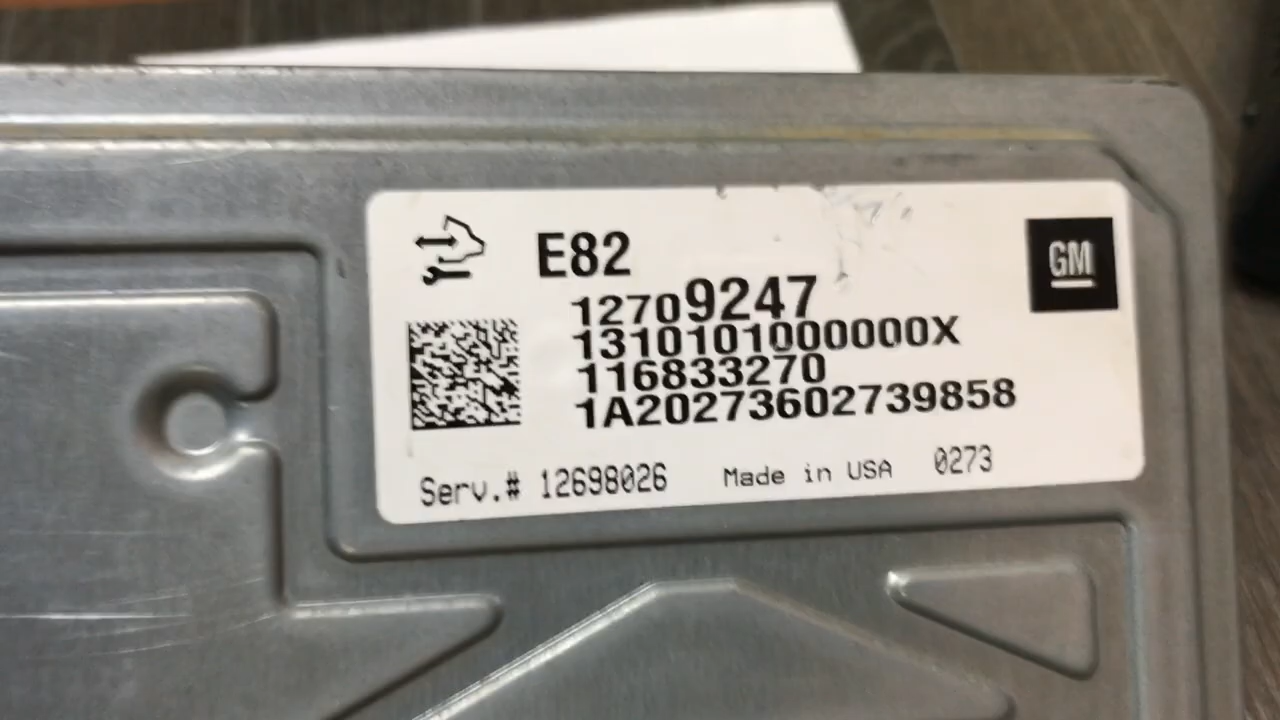 E82
GM
12709247
1310101000000X
116833270
1A20273602739858
Serv.# 12698026 Made in USA 0273